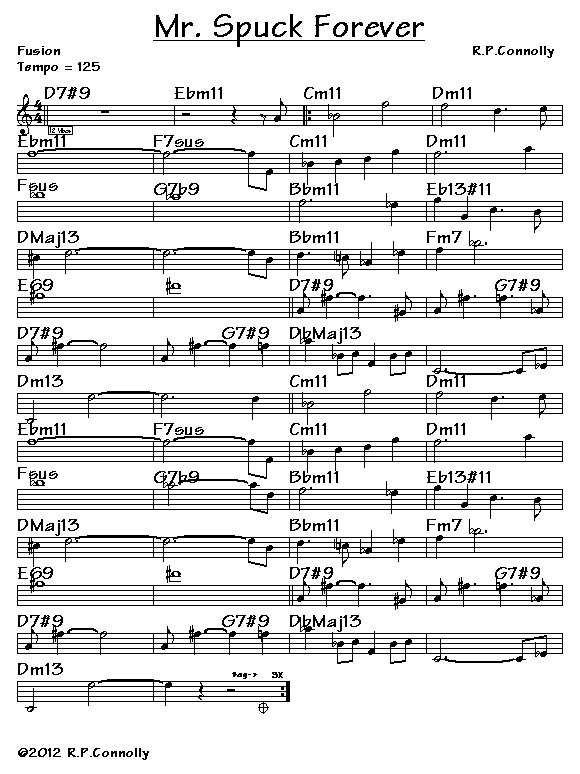 Mr. Spuck Forever
Fusion R.P.Connolly
Tempo = 125
D7#9 Ebm11 Cm11 Dm11
4 4
Ebm11 F7sus Cm11 Dm11
Fsus G7b9 Bbm11 Eb13#11
DMaj13 Bbm11 Fm7
E69 D7#9 G7#9
D7#9 G7#9 DbMaj13
Dm13 Cm11 Dm11
Ebm11 F7sus Cm11 Dm11
Fsus G7b9 Bbm11 Eb13#11
DMaj13 Bbm11 Fm7
E69 D7#9 G7#9
D7#9 G7#9 DbMaj13
Dm13
3X
©2012 R.P.Connolly